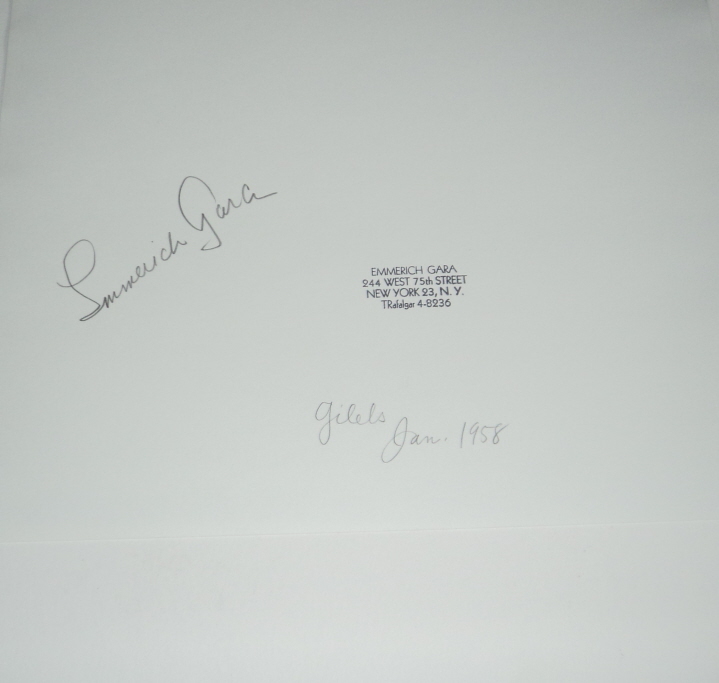 Emmerich Gara
EMMERICH GARA
244 WEST 75th STREET
NEW YORK 23, N.Y.
TRafalgar 4-8236
Gilels
Jan. 1958